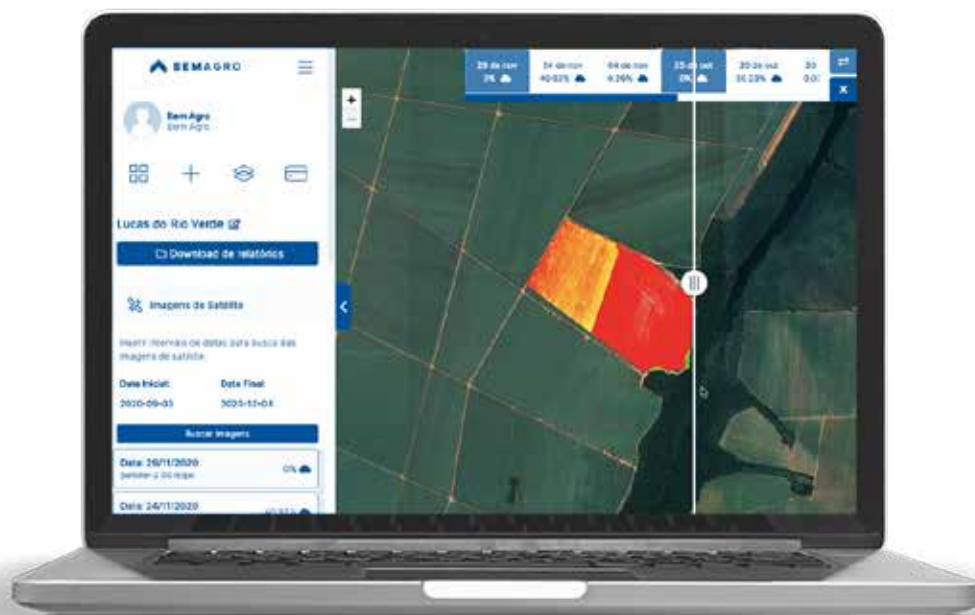 BEMAGRO
Bem Agro
Bem Agro
Lucas do Rio Verde
Download de relatórios
Imagens de Satélite
Inserir intervalo de datas para busca das
imagens de satélite.
Data Inicial:
Data Final:
Buscar imagens
Data: 29/11/2020
0%
Data: 24/11/2020
29 de nov
0%
24 de nov
04 de nov
25 de out
0%
20 de out